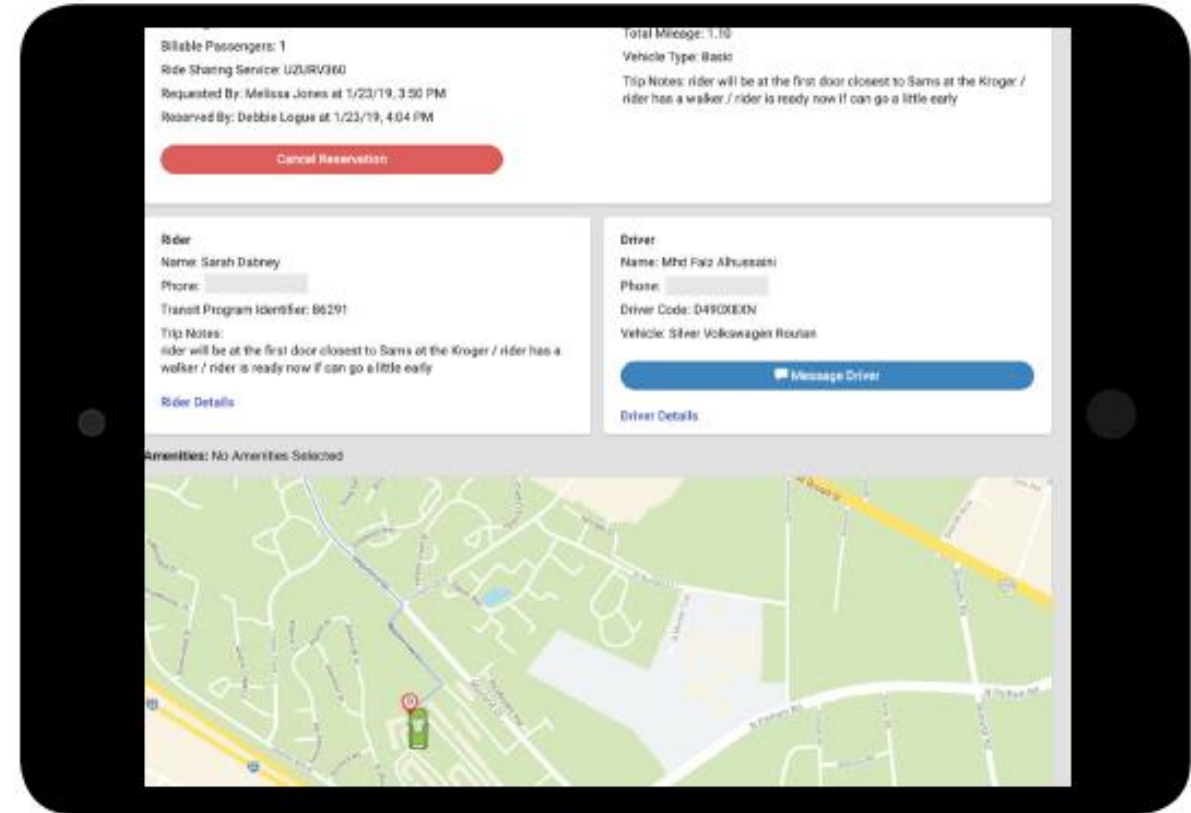 Billable Passengers: 1
Ride Sharing Service: UZURV360
Requested By: Melissa Jones at 1/23/19, 3:50 PM
Reserved By: Debbie Logue at 1/23/19, 4:04 PM
Cancel Reservation
Total Mileage: 1.10
Vehicle Type: Basic
Trip Notes: rider will be at the first door closest to Sams at the Kroger /
rider has a walker / rider is ready now if can go a little early
Rider
Name: Sarah Dabney
Phone:
Transit Program Identifier: 86291
Trip Notes:
rider will be at the first door closest to Sams at the Kroger / rider has a
walker / rider is ready now if can go a little early
Rider Details
Driver
Name: Mhd Faiz Alhussaini
Phone:
Driver Code: D490X8XN
Vehicle: Silver Volkswagen Routan
Message Driver
Driver Details
Amenities: No Amenities Selected
N Parham Rd
N Parham Rd